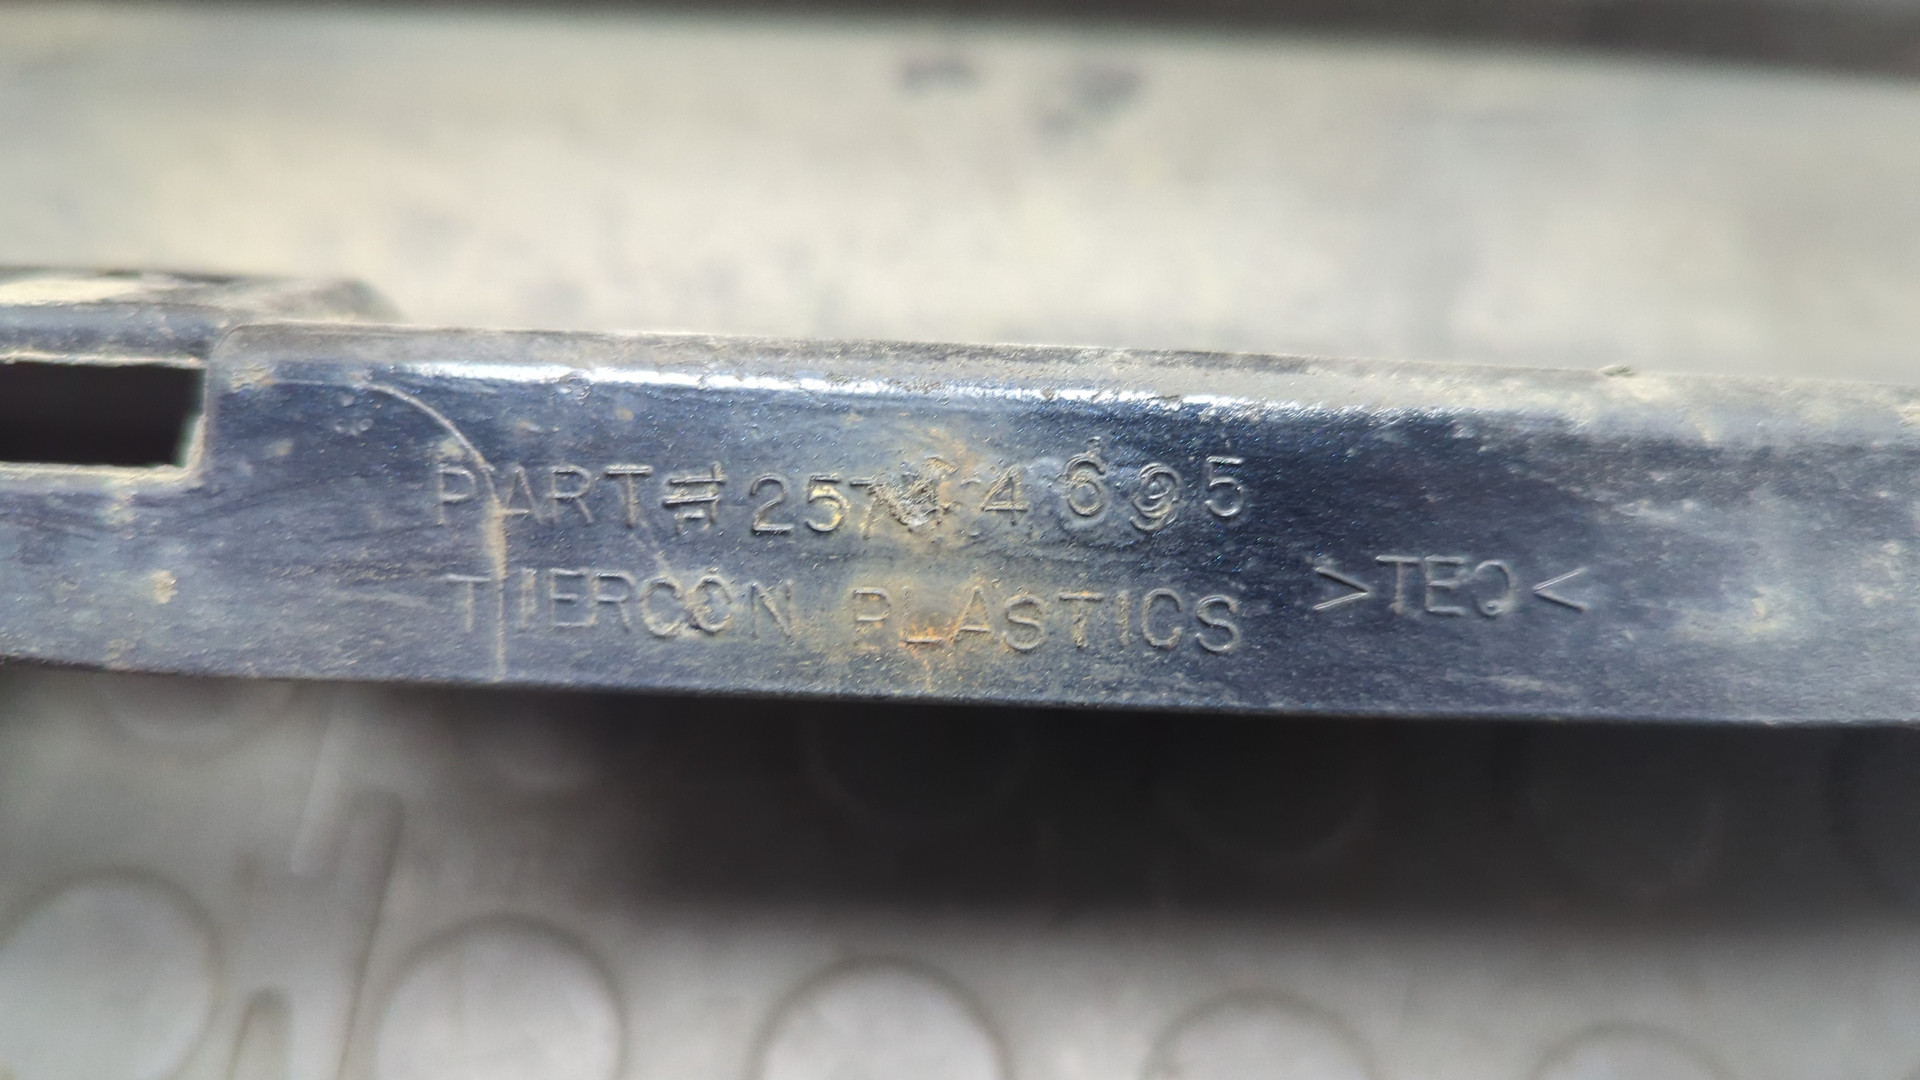 PART#
TIERCON PLASTICS >TEO<